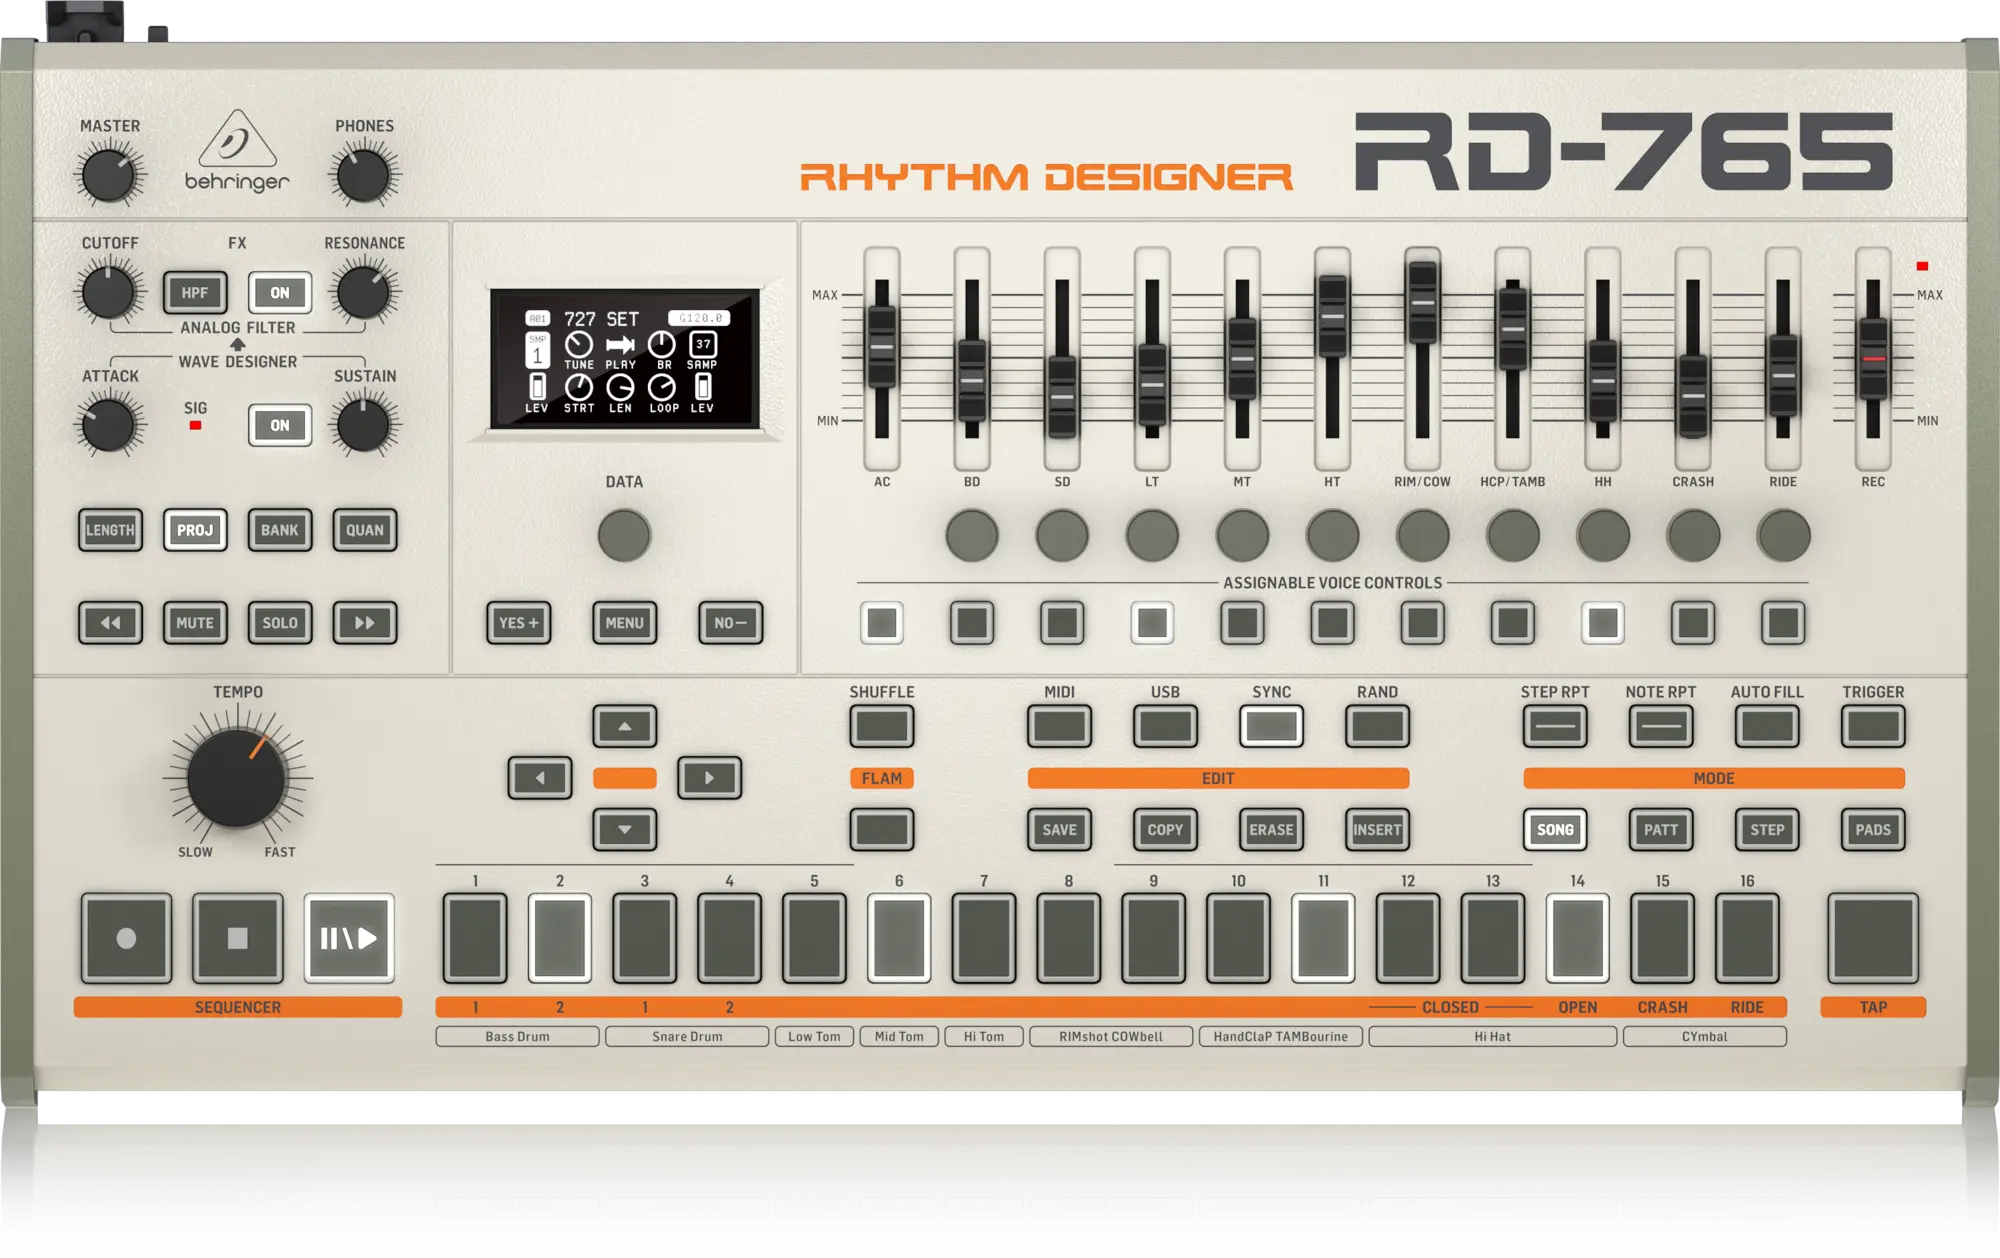 MASTER
behringer
PHONES
RHYTHM DESIGNER
RD-765
CUTOFF
FX
RESONANCE
HPF
ON
ANALOG FILTER
WAVE DESIGNER
ATTACK
SIG
ON
SUSTAIN
LENGTH
PROJ
BANK
QUAN
MUTE
SOLO
A01
727 SET
G120.0
SMP
1
37
TUNE
PLAY
BR
SAMP
LEV
STRT
LEN
LOOP
LEV
DATA
YES +
MENU
NO –
MAX
MIN
MAX
MIN
AC
BD
SD
LT
MT
HT
RIM/COW
HCP/TAMB
HH
CRASH
RIDE
REC
ASSIGNABLE VOICE CONTROLS
TEMPO
SLOW
FAST
SHUFFLE
FLAM
MIDI
USB
SYNC
RAND
EDIT
SAVE
COPY
ERASE
INSERT
STEP RPT
NOTE RPT
AUTO FILL
TRIGGER
MODE
SONG
PATT
STEP
PADS
1 2 3 4 5 6 7 8 9 10 11 12 13 14 15 16
SEQUENCER
1
2
1
2
CLOSED
OPEN
CRASH
RIDE
TAP
Bass Drum
Snare Drum
Low Tom
Mid Tom
Hi Tom
RIMshot COWbell
HandClaP TAMBourine
Hi Hat
CYmbal